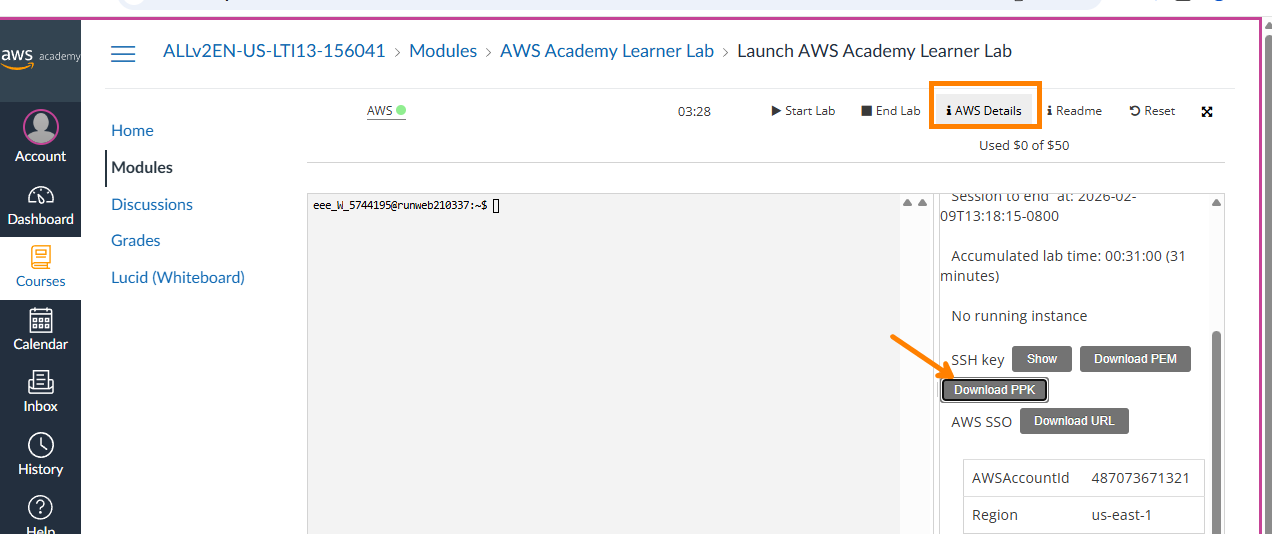 ALLv2EN-US-LTI13-156041 > Modules > AWS Academy Learner Lab > Launch AWS Academy Learner Lab
aws academy
AWS 03:28 Start Lab End Lab AWS Details Readme Reset
Used $0 of $50
Account
Dashboard
Courses
Calendar
Inbox
History
Help
Home
Modules
Discussions
Grades
Lucid (Whiteboard)
eee_W_5744195@runweb210337:~$
Session to end at: 2026-02-
09T13:18:15-0800
Accumulated lab time: 00:31:00 (31
minutes)
No running instance
SSH key Show Download PEM
Download PPK
AWS SSO Download URL
AWSAccountId 487073671321
Region us-east-1